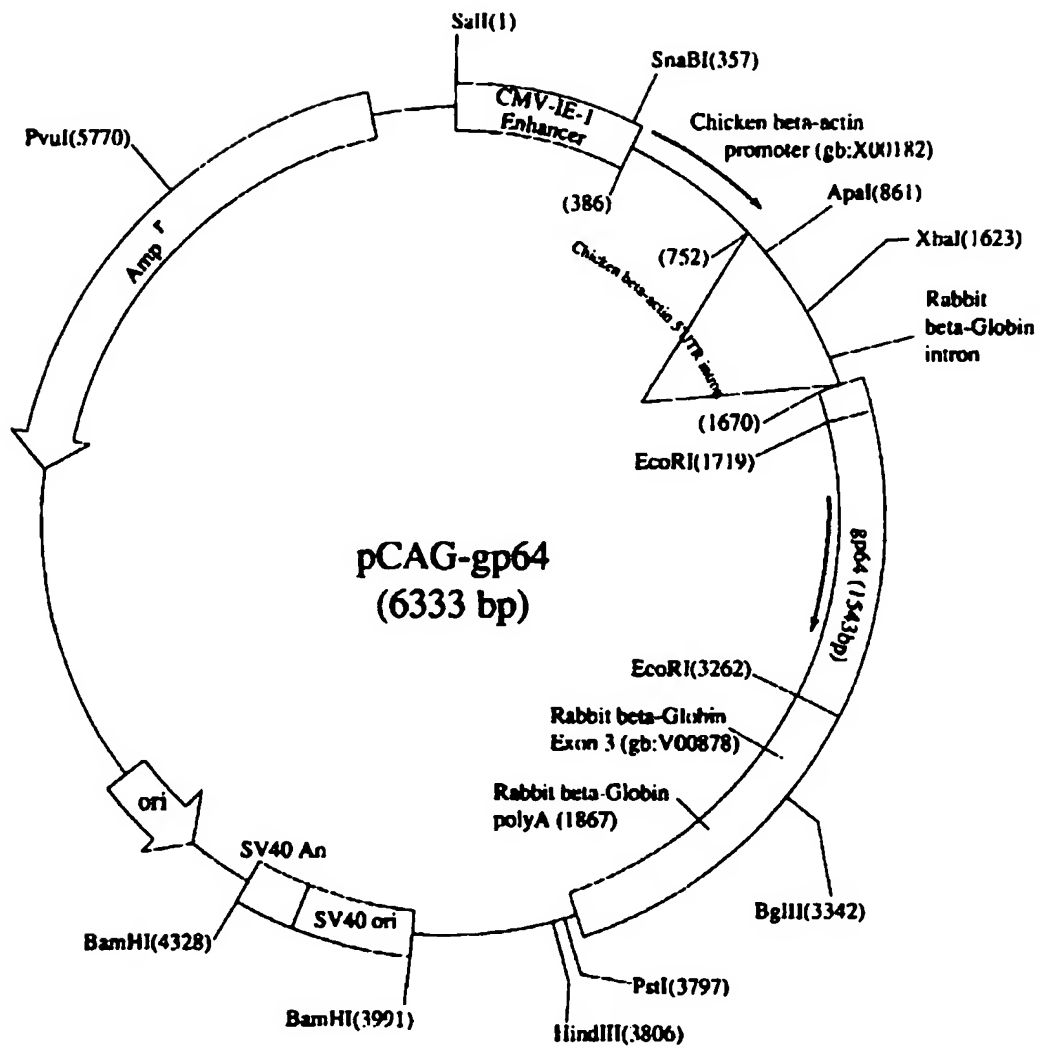 SalI(1)
SnaBI(357)
CMV-IE-1
Enhancer
Chicken beta-actin
promoter (gb:X00182)
PvuI(5770)
(386)
ApaI(861)
XbaI(1623)
(752)
Amp r
Chicken beta-actin 5'UTR intron
Rabbit
beta-Globin
intron
(1670)
EcoRI(1719)
pCAG-gp64
(6333 bp)
gp64 (1543bp)
EcoRI(3262)
Rabbit beta-Globin
Exon 3 (gb:V00878)
Rabbit beta-Globin
polyA (1867)
ori
SV40 An
SV40 ori
BglII(3342)
BamHI(4328)
PstI(3797)
BamHI(3991)
HindIII(3806)